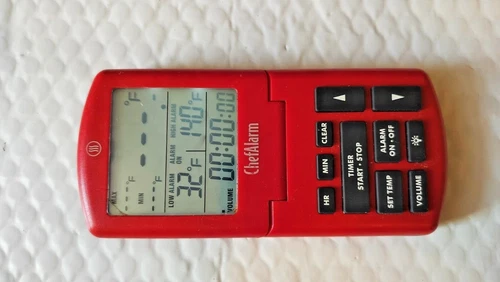 MAX
---°F
---°F
MIN
---°F
LOW ALARM ALARM ON HIGH ALARM
32°F 140°F
00:00:00
VOLUME
ChefAlarm
HR MIN CLEAR
TIMER
START·STOP
SET TEMP
ALARM
ON·OFF
VOLUME